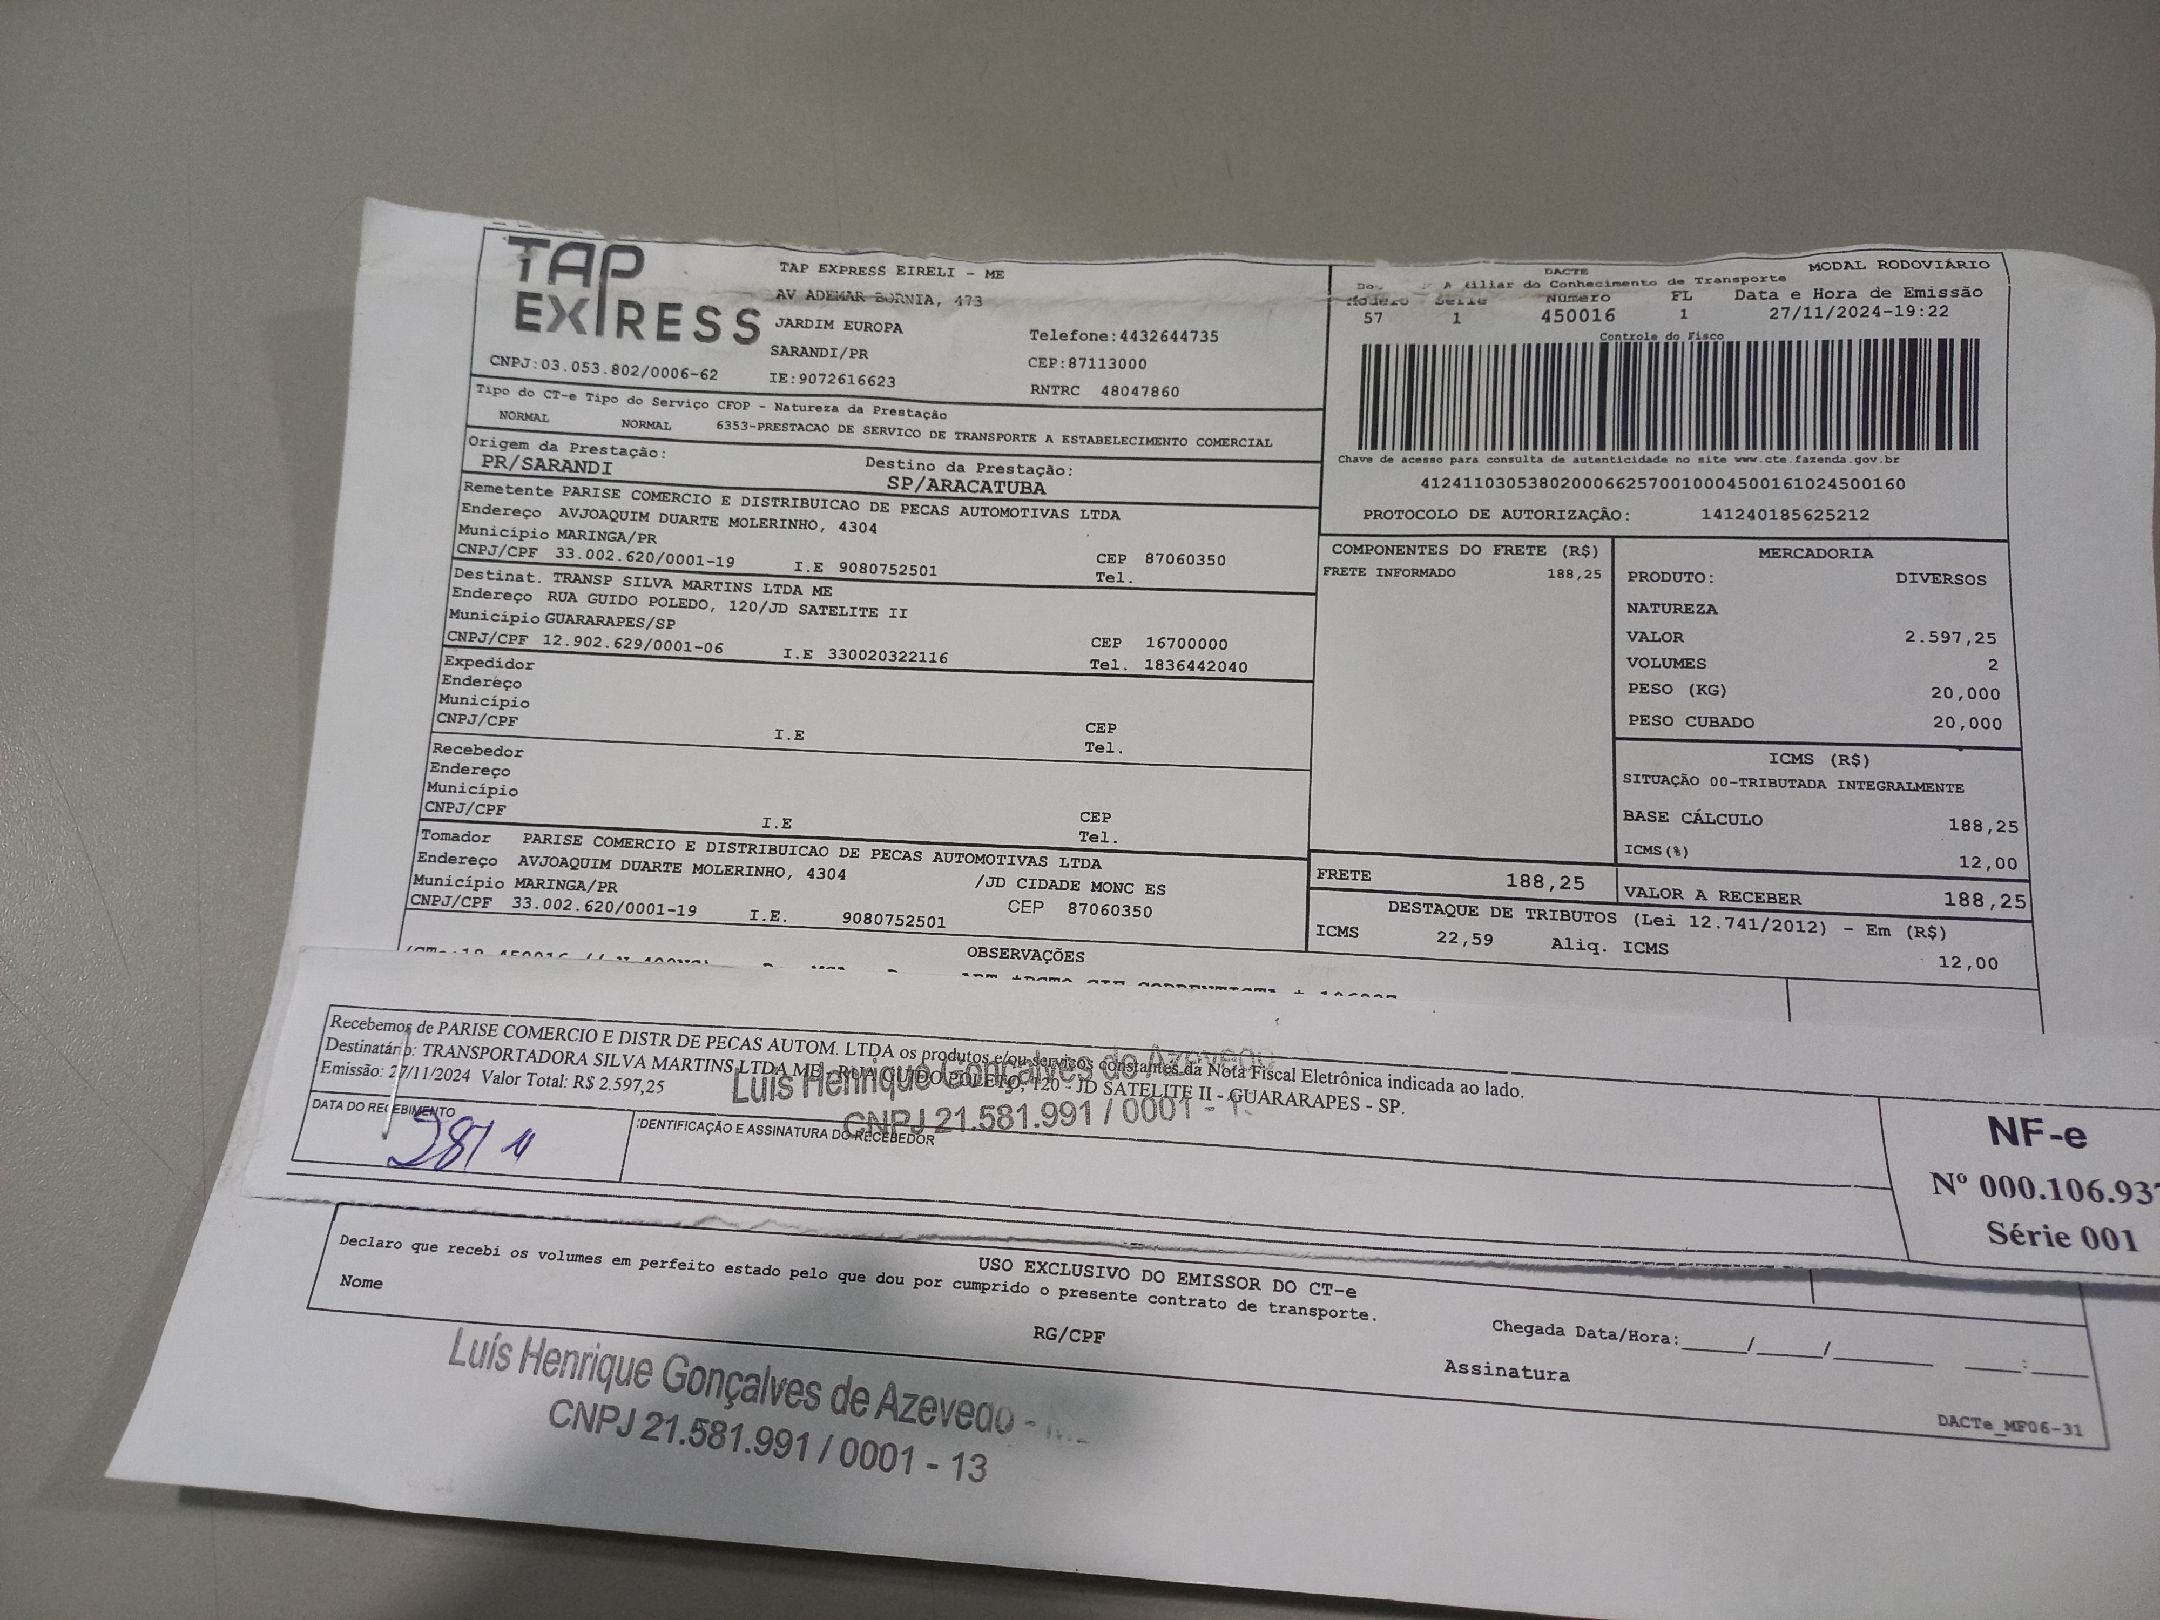 TAP EXPRESS
TAP EXPRESS EIRELI - ME
AV ADEMAR BORNIA, 473
JARDIM EUROPA
SARANDI/PR
CNPJ:03.053.802/0006-62
IE:9072616623
Telefone:4432644735
CEP:87113000
RNTRC 48047860
Tipo do CT-e Tipo do Serviço CFOP - Natureza da Prestação
NORMAL NORMAL 6353-PRESTACAO DE SERVICO DE TRANSPORTE A ESTABELECIMENTO COMERCIAL
Origem da Prestação: Destino da Prestação:
PR/SARANDI SP/ARACATUBA
Remetente PARISE COMERCIO E DISTRIBUICAO DE PECAS AUTOMOTIVAS LTDA
Endereço AVJOAQUIM DUARTE MOLERINHO, 4304
Município MARINGA/PR CEP 87060350
CNPJ/CPF 33.002.620/0001-19 I.E 9080752501 Tel.
Destinat. TRANSP SILVA MARTINS LTDA ME
Endereço RUA GUIDO POLEDO, 120/JD SATELITE II
Município GUARARAPES/SP CEP 16700000
CNPJ/CPF 12.902.629/0001-06 I.E 330020322116 Tel. 1836442040
Expedidor
Endereço
Município CEP
CNPJ/CPF I.E Tel.
Recebedor
Endereço
Município CEP
CNPJ/CPF I.E Tel.
Tomador PARISE COMERCIO E DISTRIBUICAO DE PECAS AUTOMOTIVAS LTDA
Endereço AVJOAQUIM DUARTE MOLERINHO, 4304 /JD CIDADE MONC ES
Município MARINGA/PR CEP 87060350
CNPJ/CPF 33.002.620/0001-19 I.E. 9080752501
OBSERVAÇÕES
DACTE MODAL RODOVIÁRIO
do Conhecimento de Transporte
Número FL Data e Hora de Emissão
57 1 450016 1 27/11/2024-19:22
Controle do Fisco
Chave de acesso para consulta de autenticidade no site www.cte.fazenda.gov.br
41241103053802000662570010004500161024500160
PROTOCOLO DE AUTORIZAÇÃO: 141240185625212
COMPONENTES DO FRETE (R$)
FRETE INFORMADO 188,25
MERCADORIA
PRODUTO: DIVERSOS
NATUREZA
VALOR 2.597,25
VOLUMES 2
PESO (KG) 20,000
PESO CUBADO 20,000
ICMS (R$)
SITUAÇÃO 00-TRIBUTADA INTEGRALMENTE
BASE CÁLCULO 188,25
ICMS(%) 12,00
FRETE 188,25 VALOR A RECEBER 188,25
DESTAQUE DE TRIBUTOS (Lei 12.741/2012) - Em (R$)
ICMS 22,59 Aliq. ICMS 12,00
Recebemos de PARISE COMERCIO E DISTR DE PECAS AUTOM. LTDA os produtos e/ou serviços constantes da Nota Fiscal Eletrônica indicada ao lado.
Destinatário: TRANSPORTADORA SILVA MARTINS LTDA ME - RUA GUIDO POLETO, 120 - JD SATELITE II - GUARARAPES - SP.
Emissão: 27/11/2024 Valor Total: R$ 2.597,25
Luís Henrique Gonçalves de Azevedo
CNPJ 21.581.991 / 0001 - 1
DATA DO RECEBIMENTO
28/11
IDENTIFICAÇÃO E ASSINATURA DO RECEBEDOR
NF-e
Nº 000.106.937
Série 001
USO EXCLUSIVO DO EMISSOR DO CT-e
Declaro que recebi os volumes em perfeito estado pelo que dou por cumprido o presente contrato de transporte.
Nome RG/CPF Assinatura
Chegada Data/Hora:_____/_____/________ ____:____
Luís Henrique Gonçalves de Azevedo -
CNPJ 21.581.991 / 0001 - 13
DACTe_MF06-31